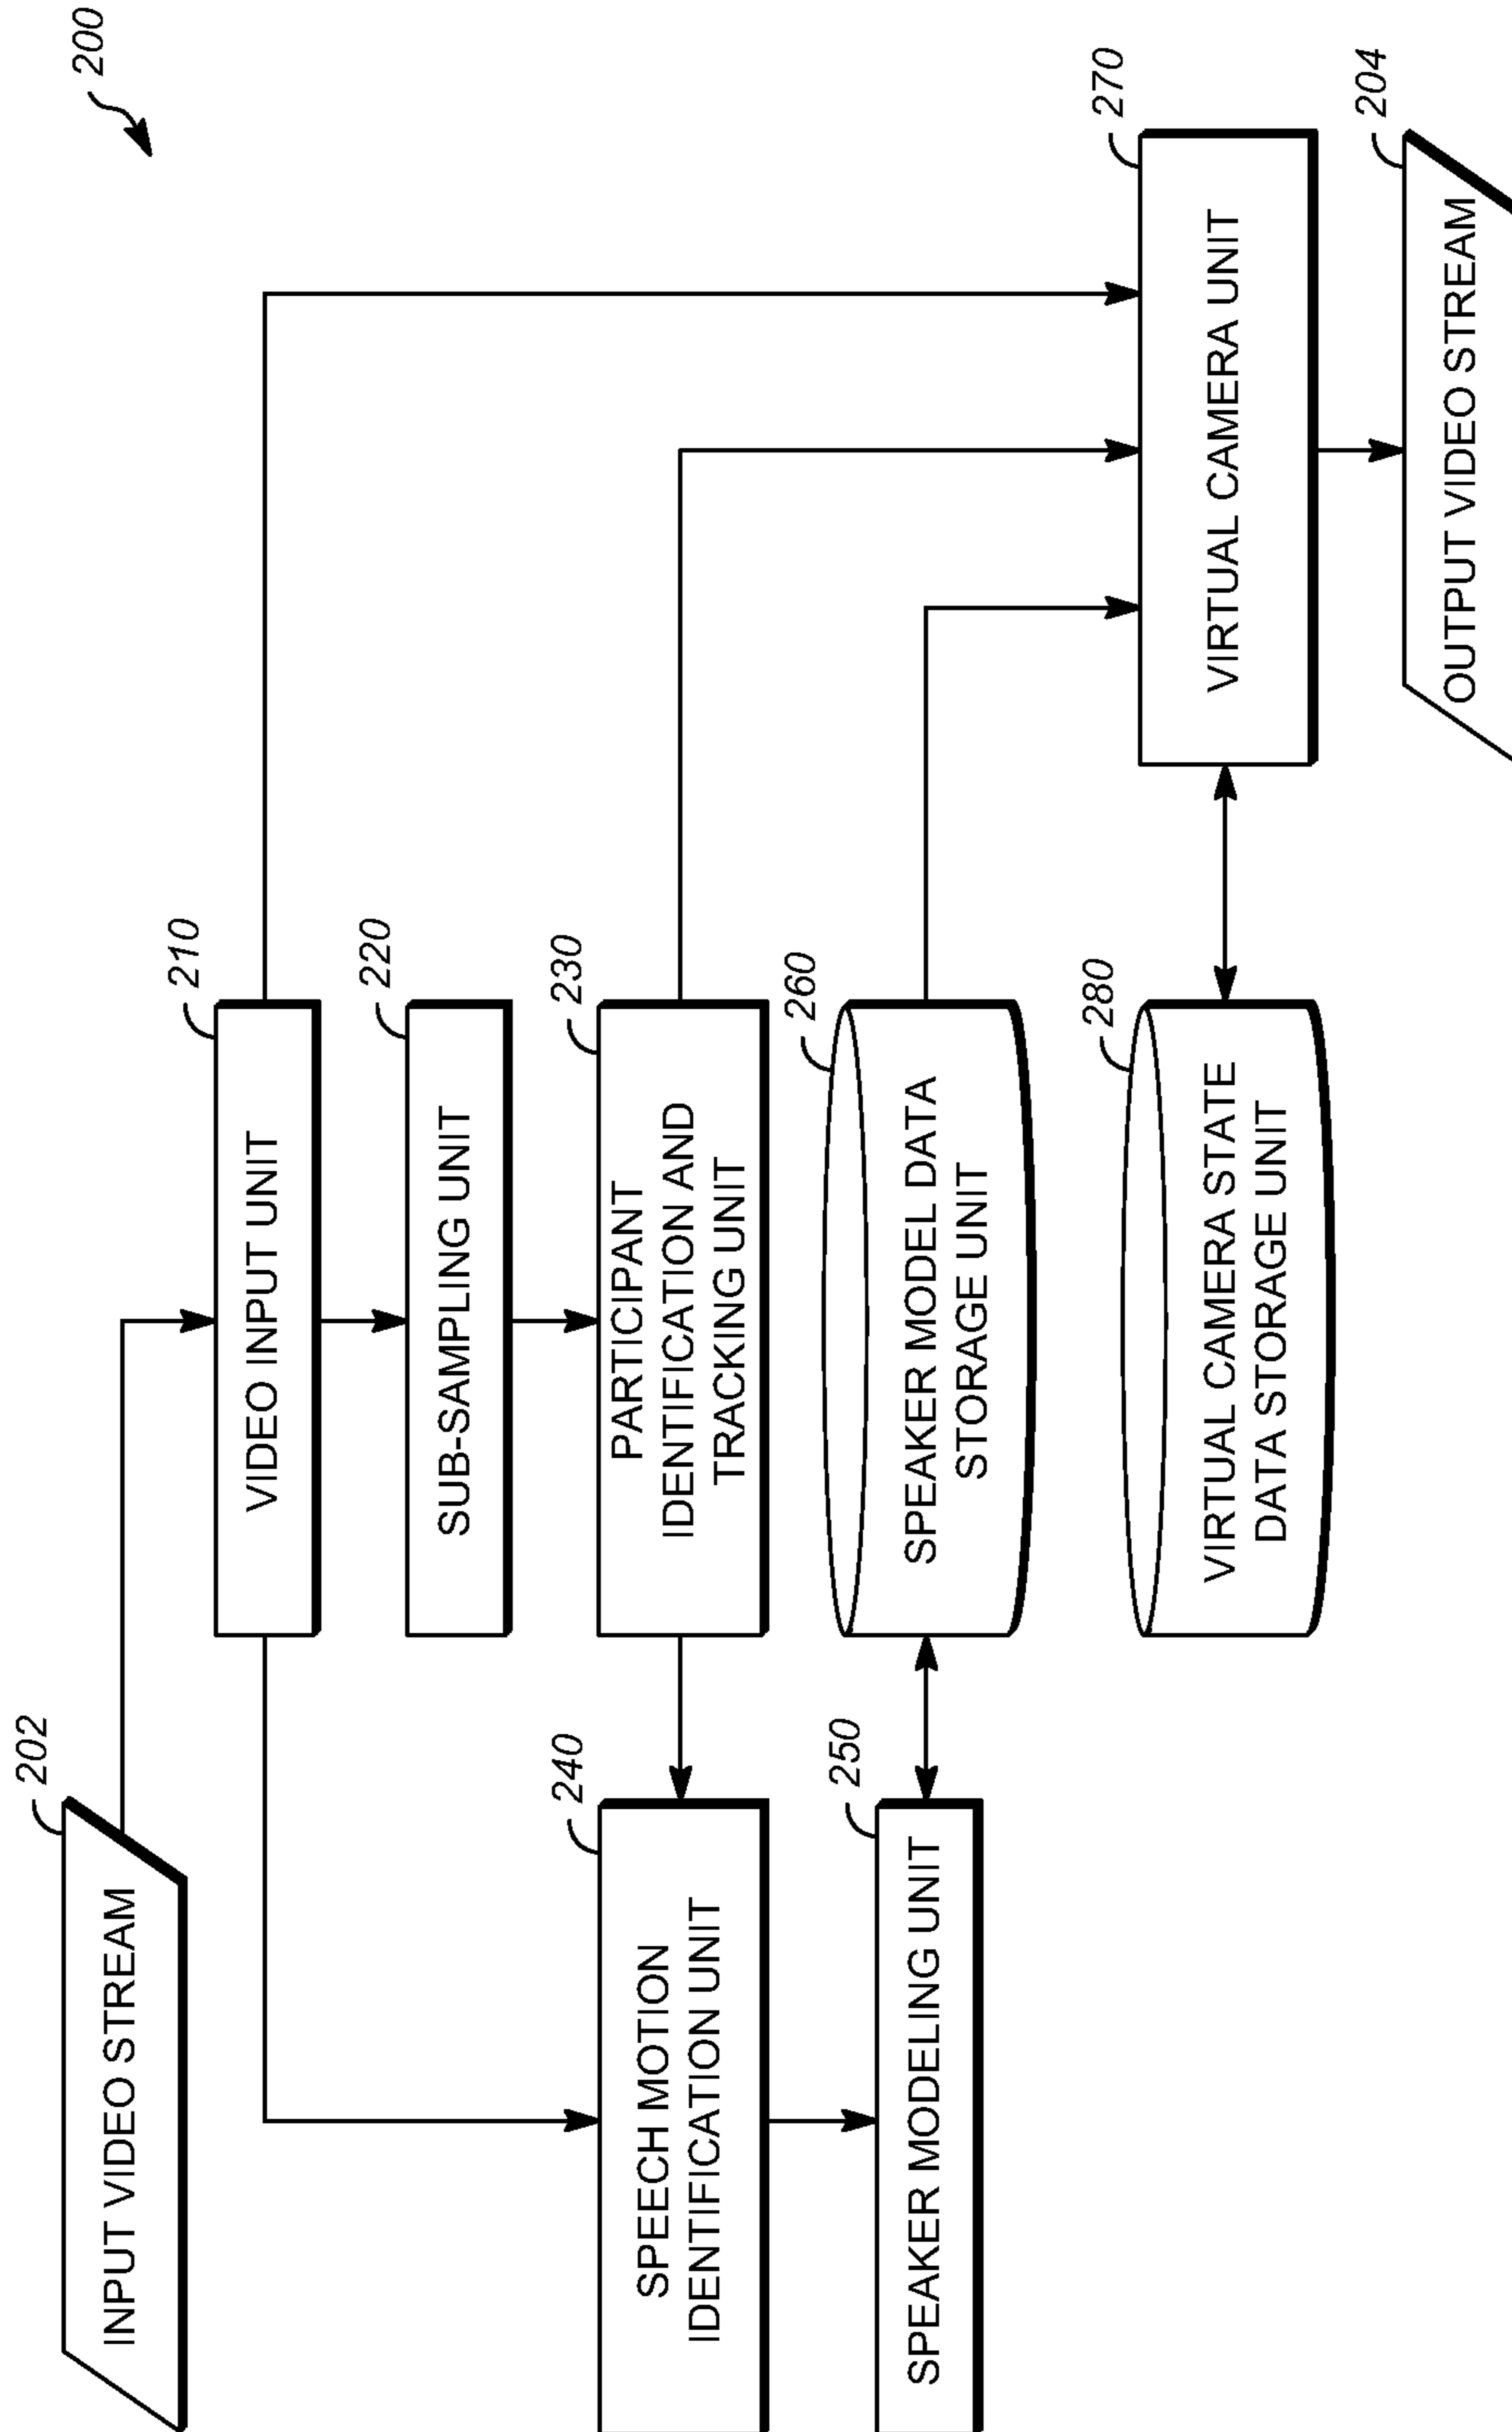 200
202
INPUT VIDEO STREAM
210
VIDEO INPUT UNIT
220
SUB-SAMPLING UNIT
240
SPEECH MOTION
IDENTIFICATION UNIT
230
PARTICIPANT
IDENTIFICATION AND
TRACKING UNIT
250
SPEAKER MODELING UNIT
260
SPEAKER MODEL DATA
STORAGE UNIT
280
VIRTUAL CAMERA STATE
DATA STORAGE UNIT
270
VIRTUAL CAMERA UNIT
204
OUTPUT VIDEO STREAM